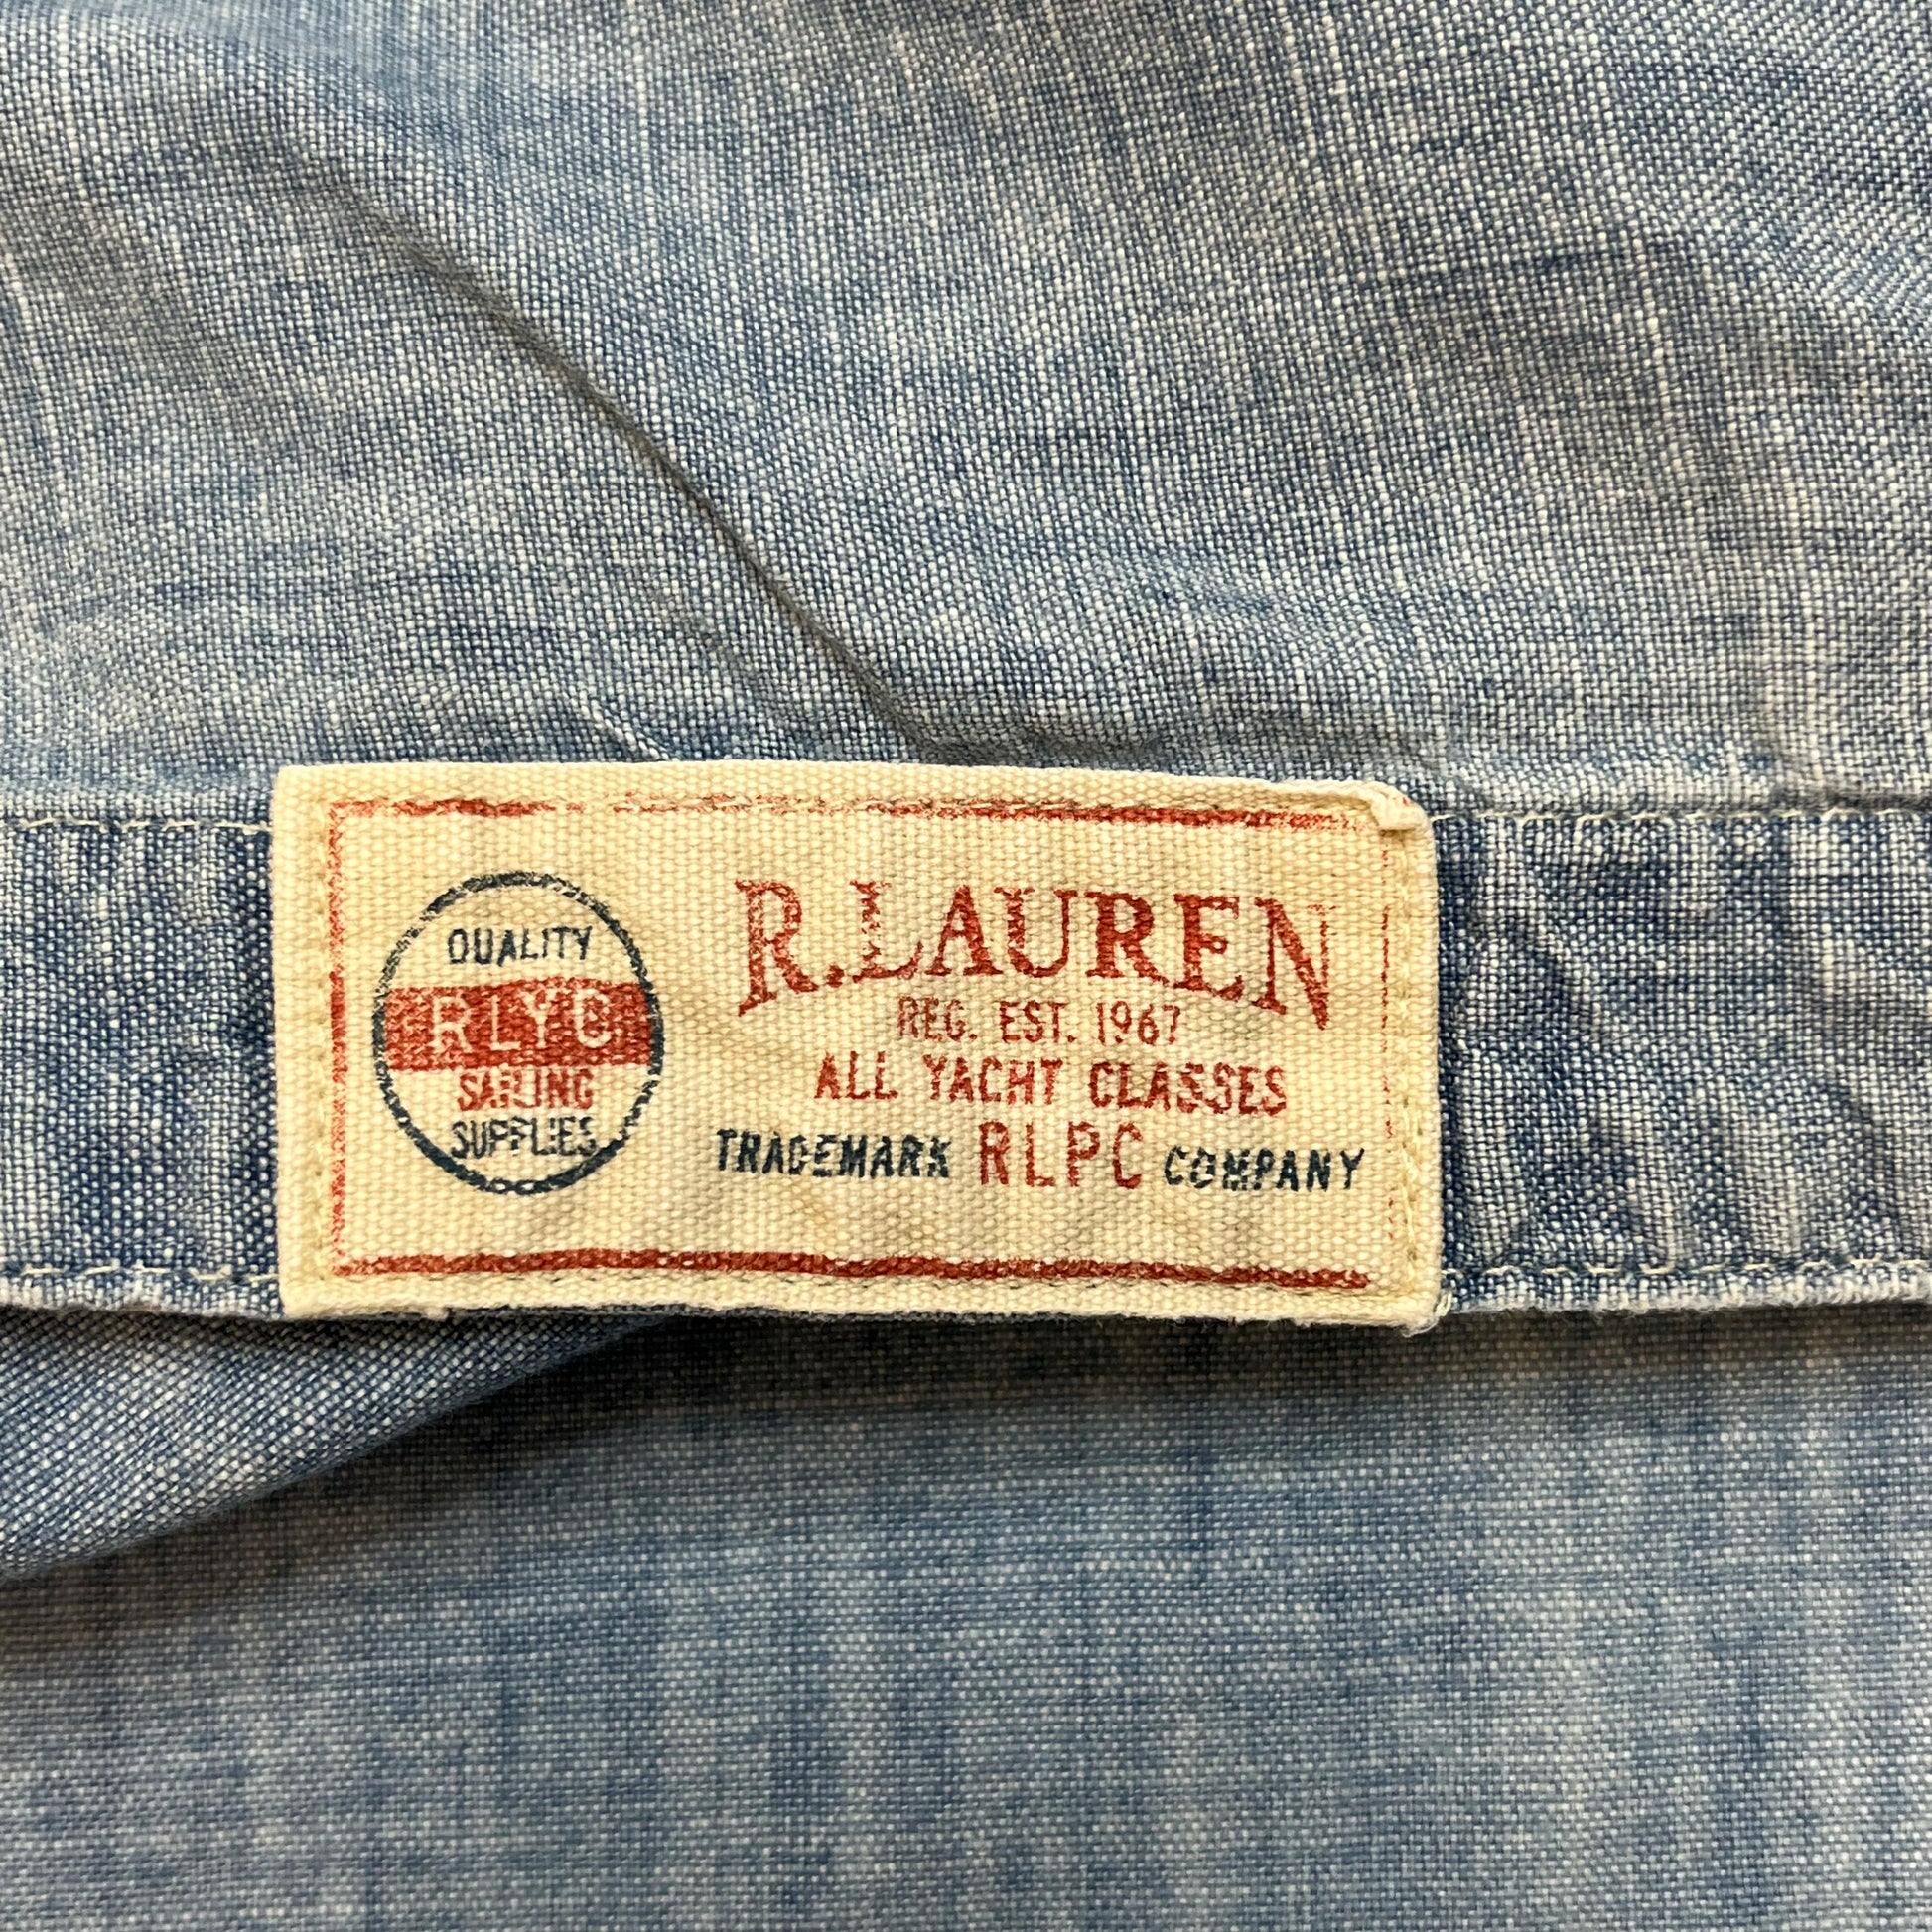 QUALITY
RLYC
SAILING
SUPPLIES
R.LAUREN
REG. EST. 1967
ALL YACHT CLASSES
TRADEMARK RLPC COMPANY